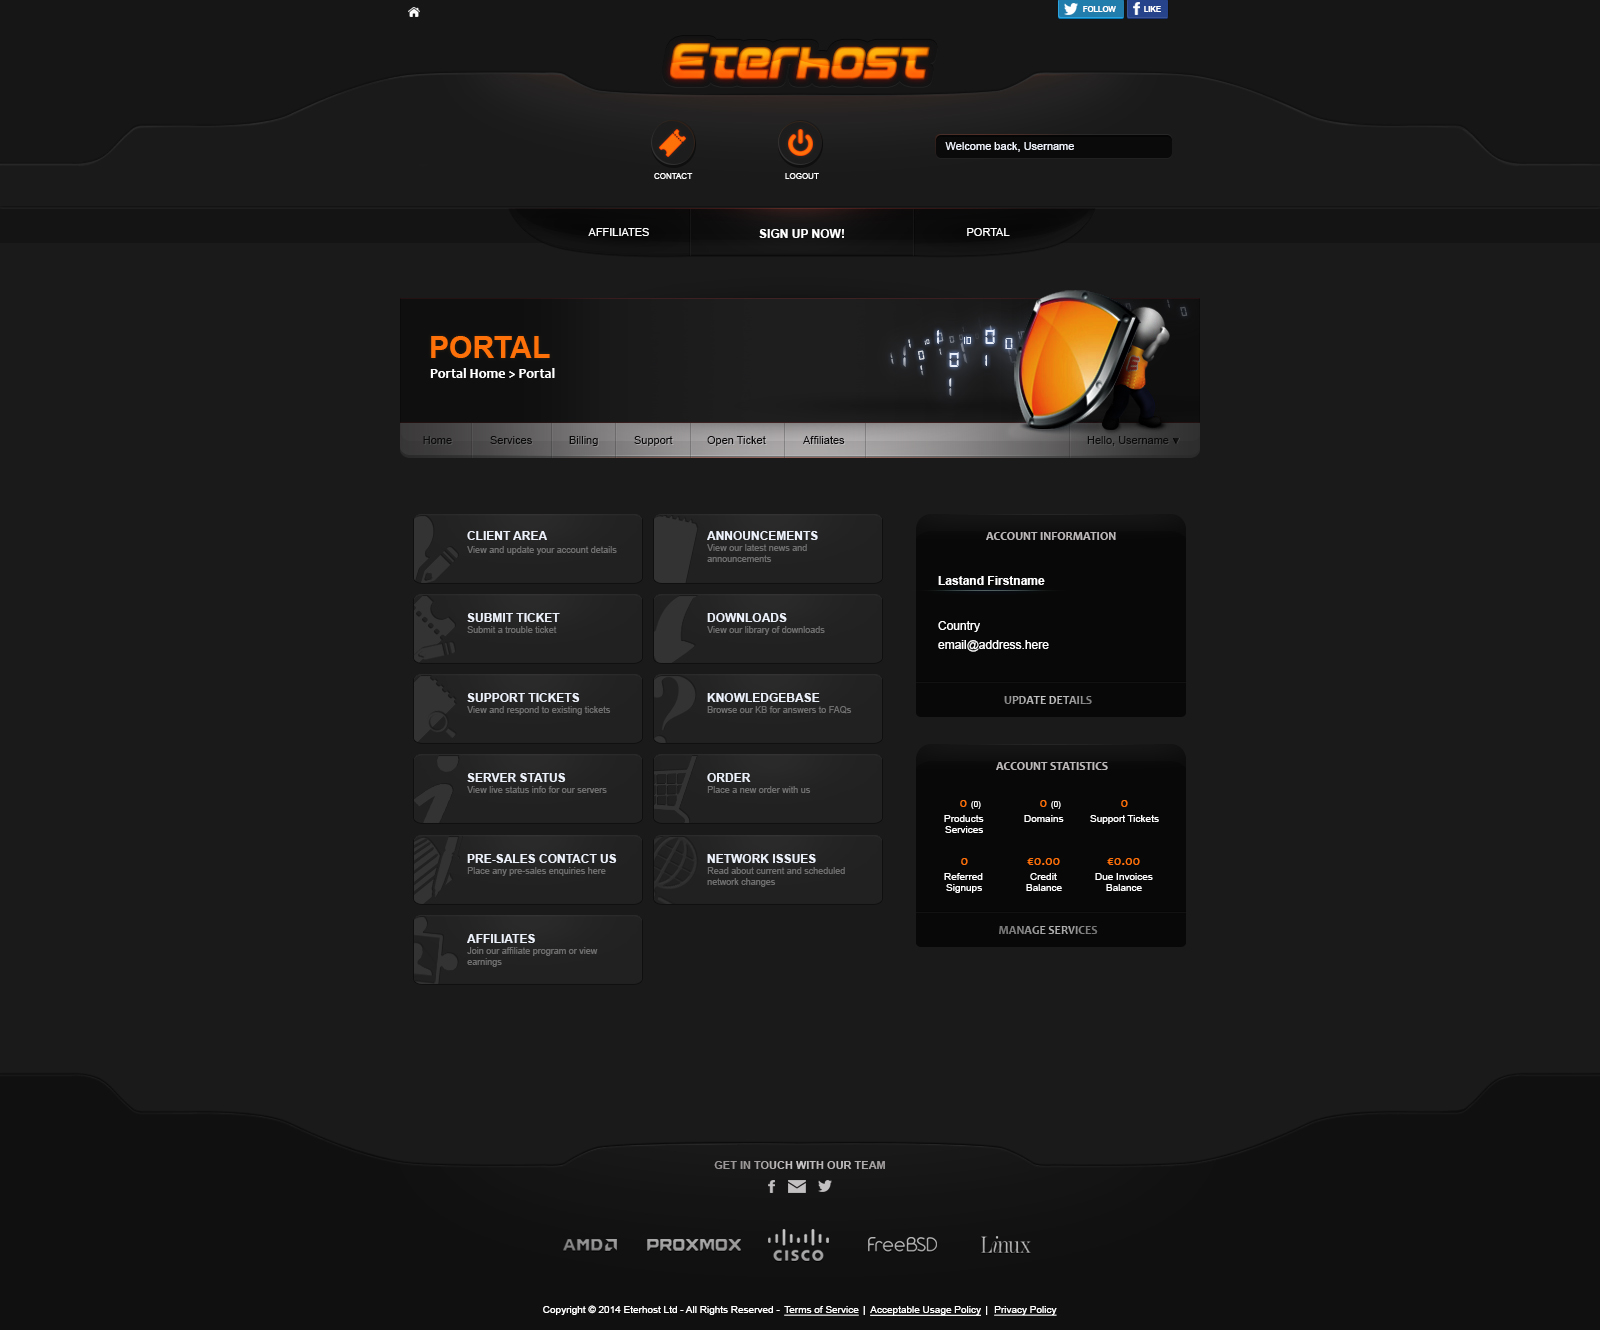 FOLLOW
LIKE
Eterhost
CONTACT
LOGOUT
Welcome back, Username
AFFILIATES
SIGN UP NOW!
PORTAL
PORTAL
Portal Home > Portal
Home
Services
Billing
Support
Open Ticket
Affiliates
Hello, Username ▾
CLIENT AREA
View and update your account details
ANNOUNCEMENTS
View our latest news and
announcements
SUBMIT TICKET
Submit a trouble ticket
DOWNLOADS
View our library of downloads
SUPPORT TICKETS
View and respond to existing tickets
KNOWLEDGEBASE
Browse our KB for answers to FAQs
SERVER STATUS
View live status info for our servers
ORDER
Place a new order with us
PRE-SALES CONTACT US
Place any pre-sales enquiries here
NETWORK ISSUES
Read about current and scheduled
network changes
AFFILIATES
Join our affiliate program or view
earnings
ACCOUNT INFORMATION
Lastand Firstname
Country
email@address.here
UPDATE DETAILS
ACCOUNT STATISTICS
0 (0)
Products
Services
0 (0)
Domains
0
Support Tickets
0
Referred
Signups
€0.00
Credit
Balance
€0.00
Due Invoices
Balance
MANAGE SERVICES
GET IN TOUCH WITH OUR TEAM
AMD
PROXMOX
CISCO
FreeBSD
Linux
Copyright © 2014 Eterhost Ltd - All Rights Reserved - Terms of Service | Acceptable Usage Policy | Privacy Policy